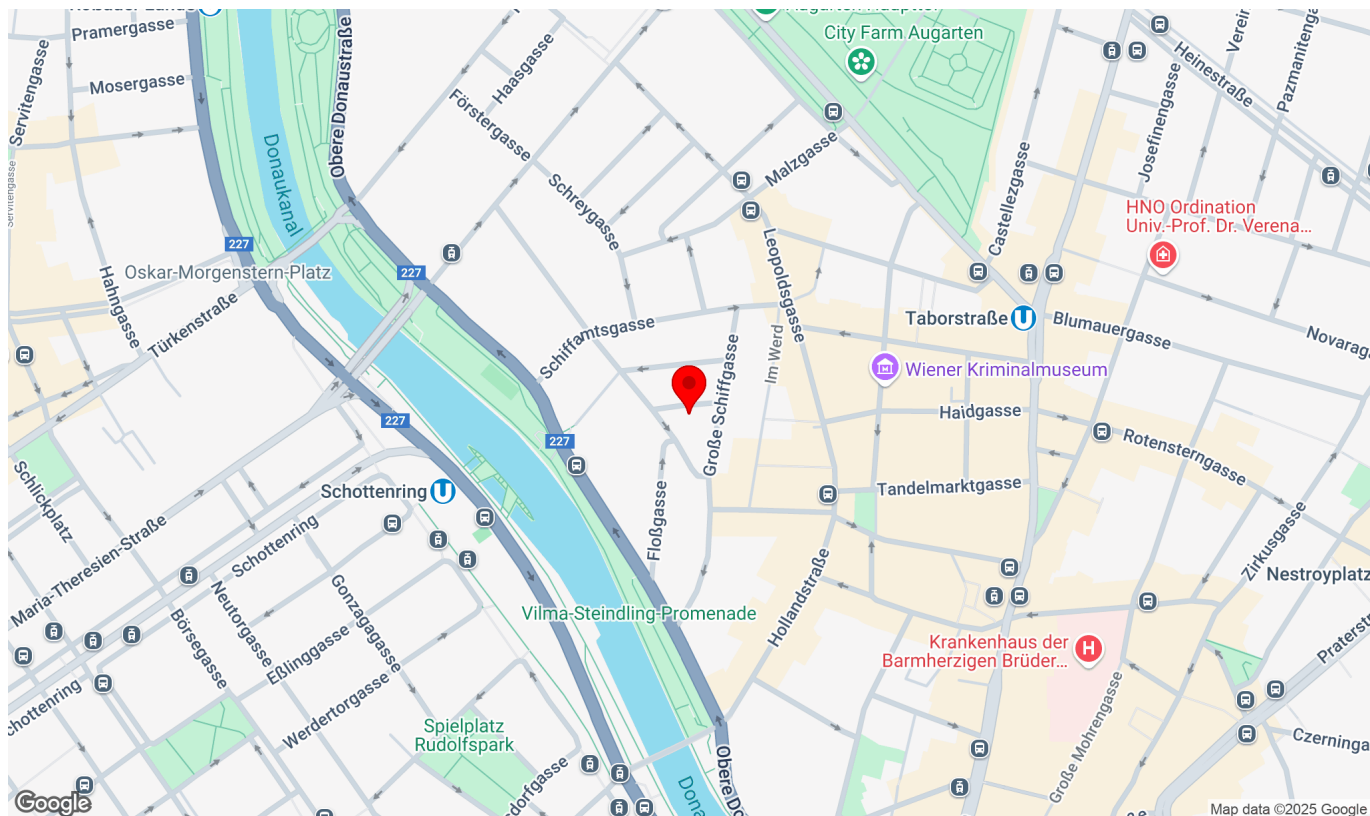 Pramergasse
Mosergasse
Servitengasse
Servitengasse
Hahngasse
Türkenstraße
Oskar-Morgenstern-Platz
Donaukanal
Obere Donaustraße
227
227
227
227
Haasgasse
Förstergasse
Schreygasse
Malzgasse
City Farm Augarten
Leopoldsgasse
Castellezgasse
Josefinengasse
Heinestraße
Pazmanitengasse
HNO Ordination
Univ.-Prof. Dr. Verena...
Taborstraße
Blumauergasse
Schiffamtsgasse
Große Schiffgasse
Im Werd
Wiener Kriminalmuseum
Haidgasse
Rotensterngasse
Tandelmarktgasse
Zirkusgasse
Nestroyplatz
Schottenring
Floßgasse
Schlickplatz
Maria-Theresien-Straße
Schottenring
Neutorgasse
Gonzagagasse
Börsegasse
Eßlinggasse
Werdertorgasse
Vilma-Steindling-Promenade
Hollandstraße
Krankenhaus der
Barmherzigen Brüder...
Große Mohrengasse
Spielplatz
Rudolfspark
Google
Map data ©2025 Google